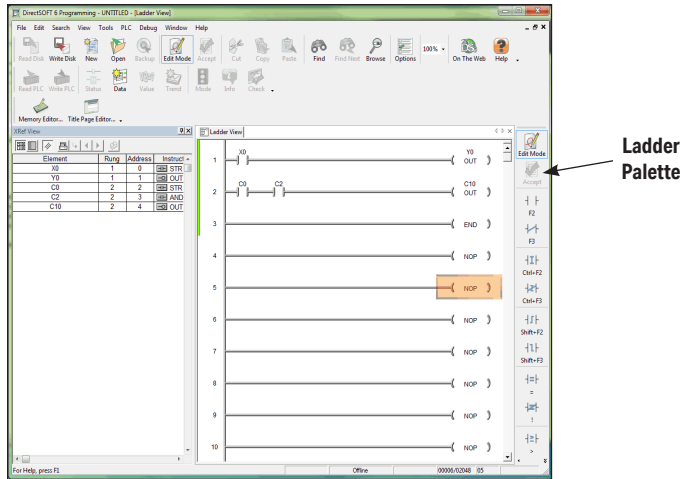 DirectSOFT 6 Programming - UNTITLED - [Ladder View]
File Edit Search View Tools PLC Debug Window Help
Read Disk Write Disk New Open Backup Edit Mode Accept Cut Copy Paste Find Find Next Browse Options 100% On The Web Help
Read PLC Write PLC Status Data Value Trend Mode Info Check
Memory Editor... Title Page Editor...
XRef View
Element Rung Address Instruct
X0 1 0 STR
Y0 1 1 OUT
C0 2 2 STR
C2 2 3 AND
C10 2 4 OUT
Ladder View
1 X0 Y0
OUT
2 C0 C2 C10
OUT
3 END
4 NOP
5 NOP
6 NOP
7 NOP
8 NOP
9 NOP
10 NOP
Edit Mode
Accept
F2
F3
Ctrl+F2
Ctrl+F3
Shift+F2
Shift+F3
=
!
>
Ladder
Palette
For Help, press F1
Offline
00006/02048 05